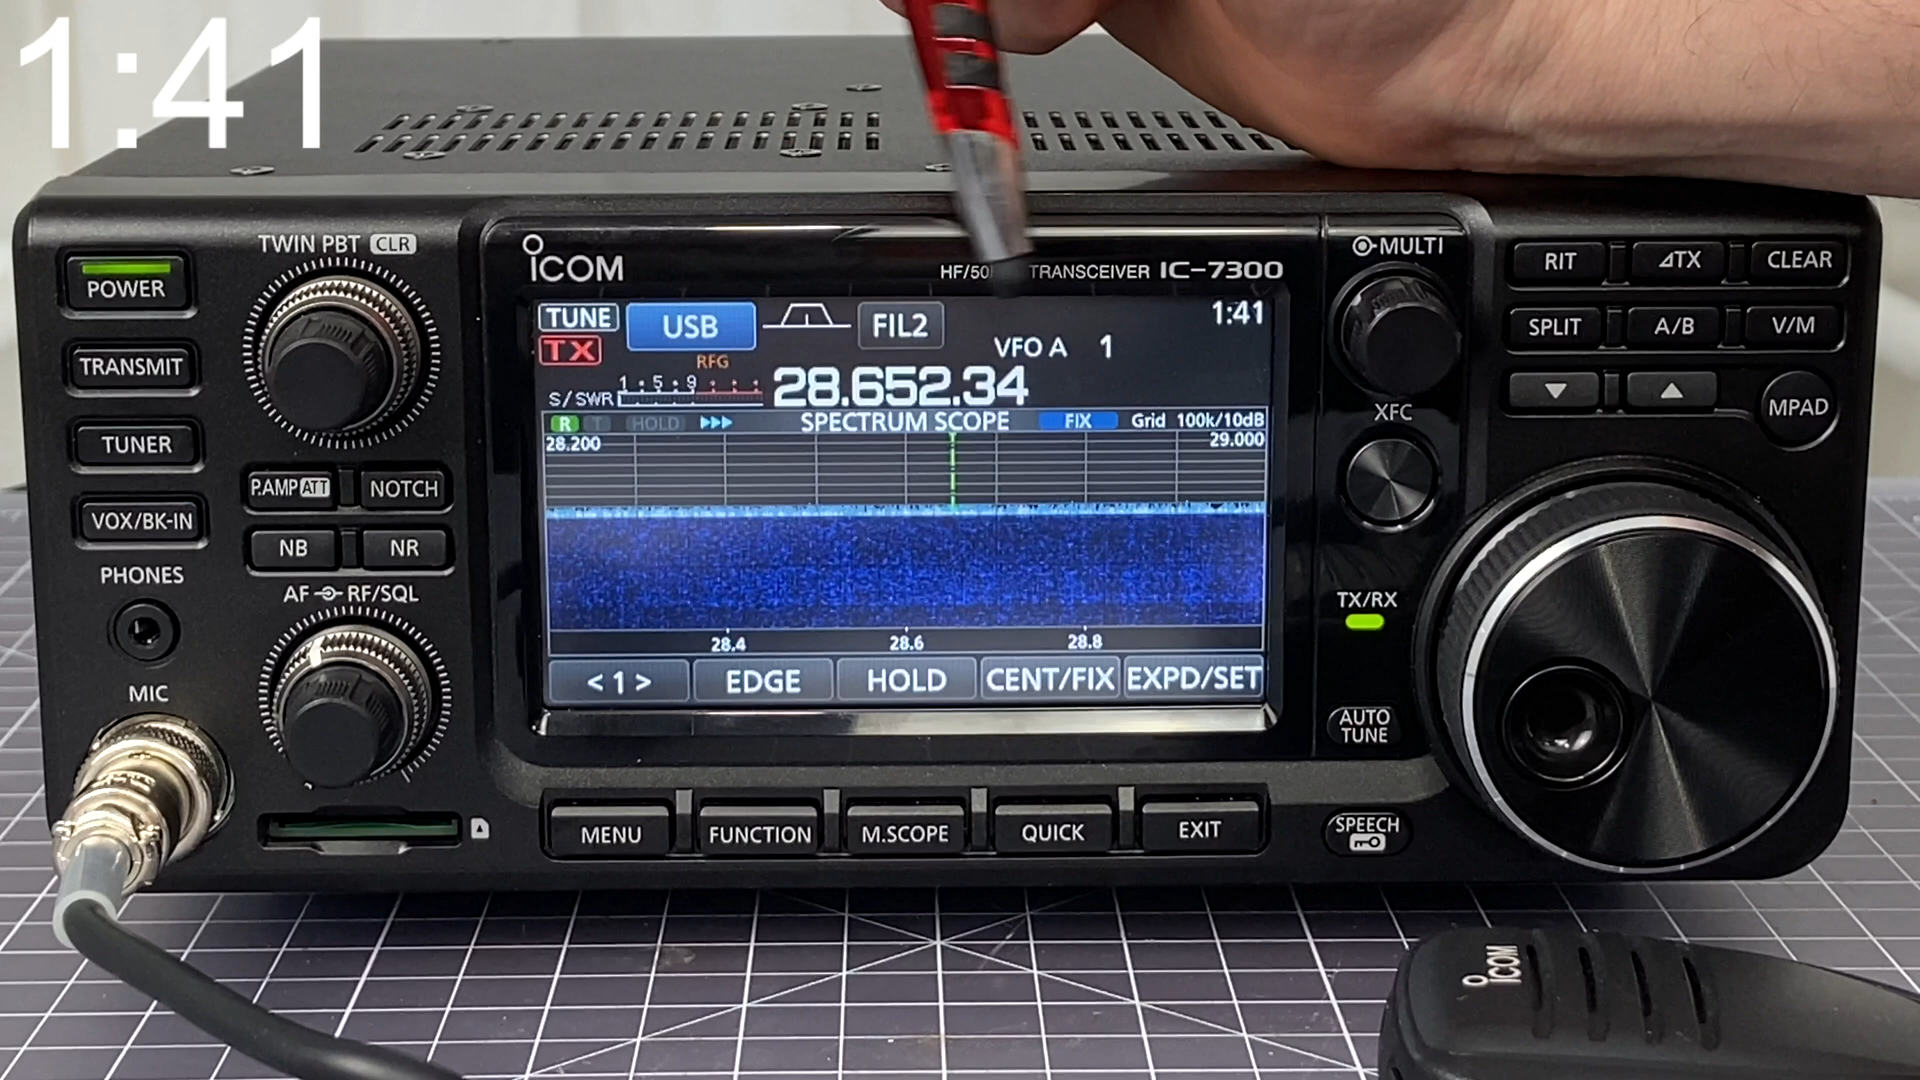 1:41
TWIN PBT CLR
POWER
TRANSMIT
TUNER
VOX/BK-IN
PHONES
MIC
P.AMP ATT
NOTCH
NB
NR
AF RF/SQL
ICOM
TRANSCEIVER IC-7300
TUNE
USB
FIL2
1:41
TX
RFG
VFO A 1
S/SWR 1 5 9
28.652.34
R T HOLD
SPECTRUM SCOPE
FIX
Grid 100k/10dB
28.200
29.000
28.4
28.6
28.8
<1>
EDGE
HOLD
CENT/FIX
EXPD/SET
MENU
FUNCTION
M.SCOPE
QUICK
EXIT
MULTI
XFC
TX/RX
AUTO
TUNE
SPEECH
RIT
⊿TX
CLEAR
SPLIT
A/B
V/M
MPAD
ICOM